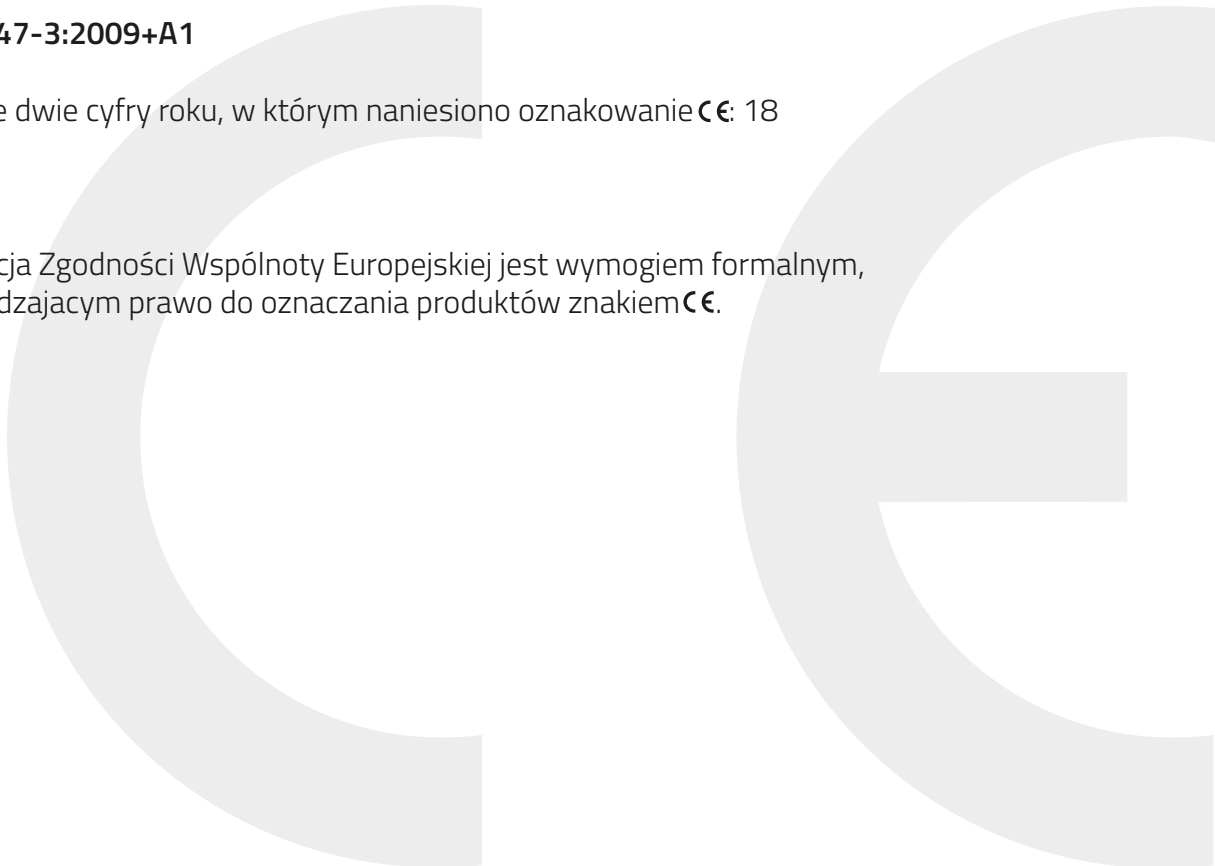 47-3:2009+A1
e dwie cyfry roku, w którym naniesiono oznakowanie CE: 18
cja Zgodności Wspólnoty Europejskiej jest wymogiem formalnym,
dzajacym prawo do oznaczania produktów znakiem CE.